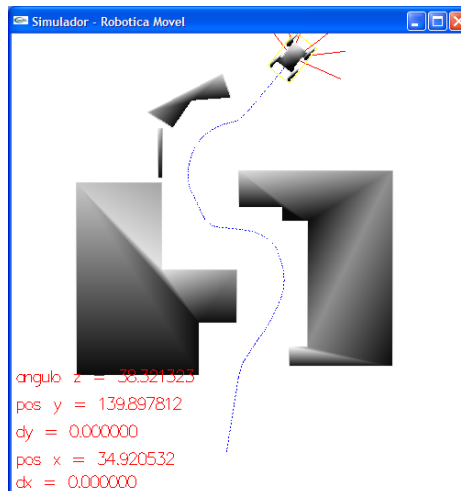 Simulador - Robotica Movel
angulo z = 38.321323
pos y = 139.897812
dy = 0.000000
pos x = 34.920532
dx = 0.000000